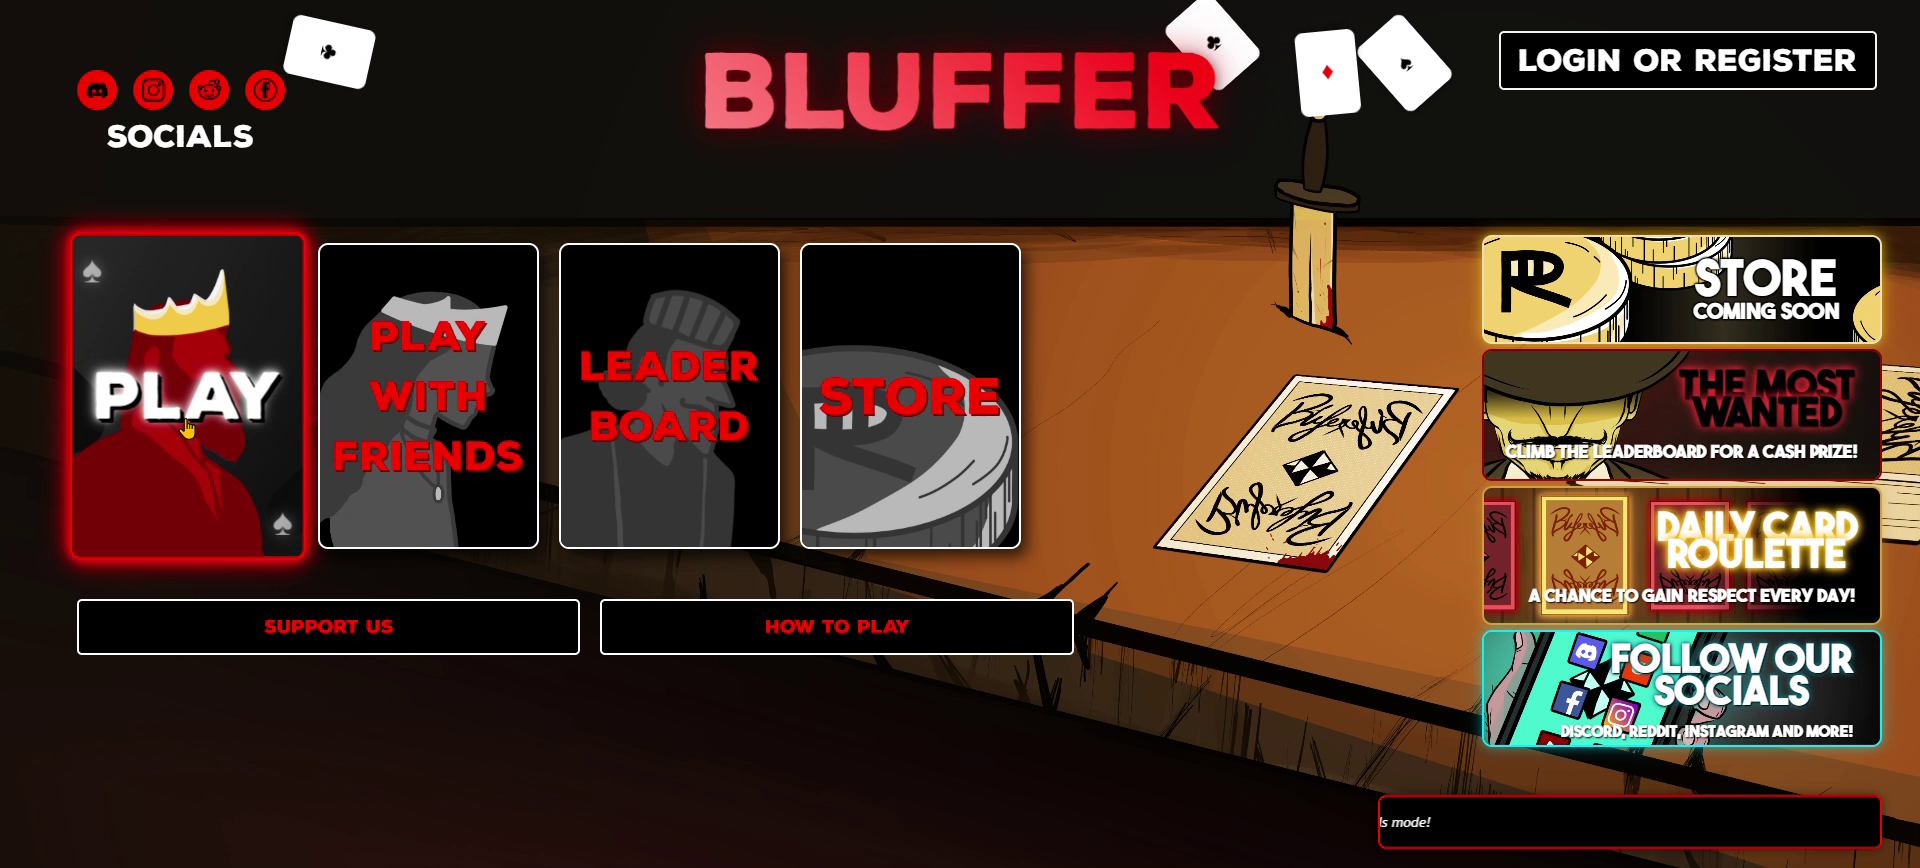 BLUFFER
LOGIN OR REGISTER
SOCIALS
PLAY
PLAY
WITH
FRIENDS
LEADER
BOARD
STORE
SUPPORT US
HOW TO PLAY
STORE
COMING SOON
THE MOST
WANTED
CLIMB THE LEADERBOARD FOR A CASH PRIZE!
DAILY CARD
ROULETTE
A CHANCE TO GAIN RESPECT EVERY DAY!
FOLLOW OUR
SOCIALS
DISCORD, REDDIT, INSTAGRAM AND MORE!
ls mode!